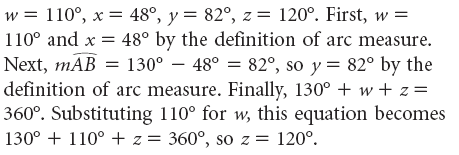 w = 110°, x = 48°, y = 82°, z = 120°. First, w =
110° and x = 48° by the definition of arc measure.
Next, mAB͡ = 130° − 48° = 82°, so y = 82° by the
definition of arc measure. Finally, 130° + w + z =
360°. Substituting 110° for w, this equation becomes
130° + 110° + z = 360°, so z = 120°.